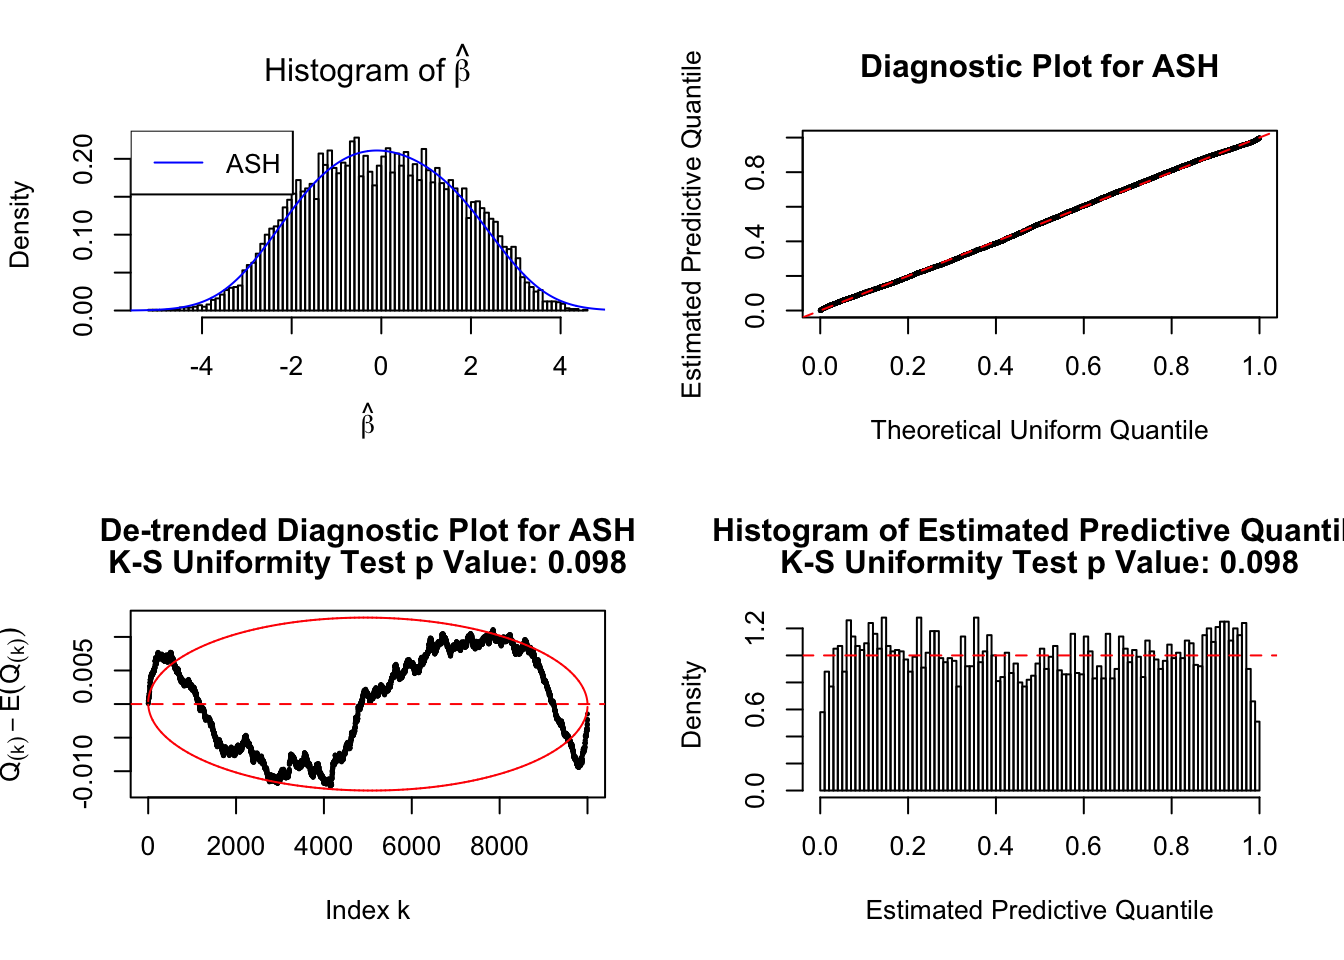 Histogram of β̂
ASH
Density
0.00 0.10 0.20
-4 -2 0 2 4
β̂
Diagnostic Plot for ASH
Estimated Predictive Quantile
0.0 0.4 0.8
0.0 0.2 0.4 0.6 0.8 1.0
Theoretical Uniform Quantile
De-trended Diagnostic Plot for ASH
K-S Uniformity Test p Value: 0.098
Q(k) − E(Q(k))
-0.010 0.005
0 2000 4000 6000 8000
Index k
Histogram of Estimated Predictive Quantil
K-S Uniformity Test p Value: 0.098
Density
0.0 0.6 1.2
0.0 0.2 0.4 0.6 0.8 1.0
Estimated Predictive Quantile